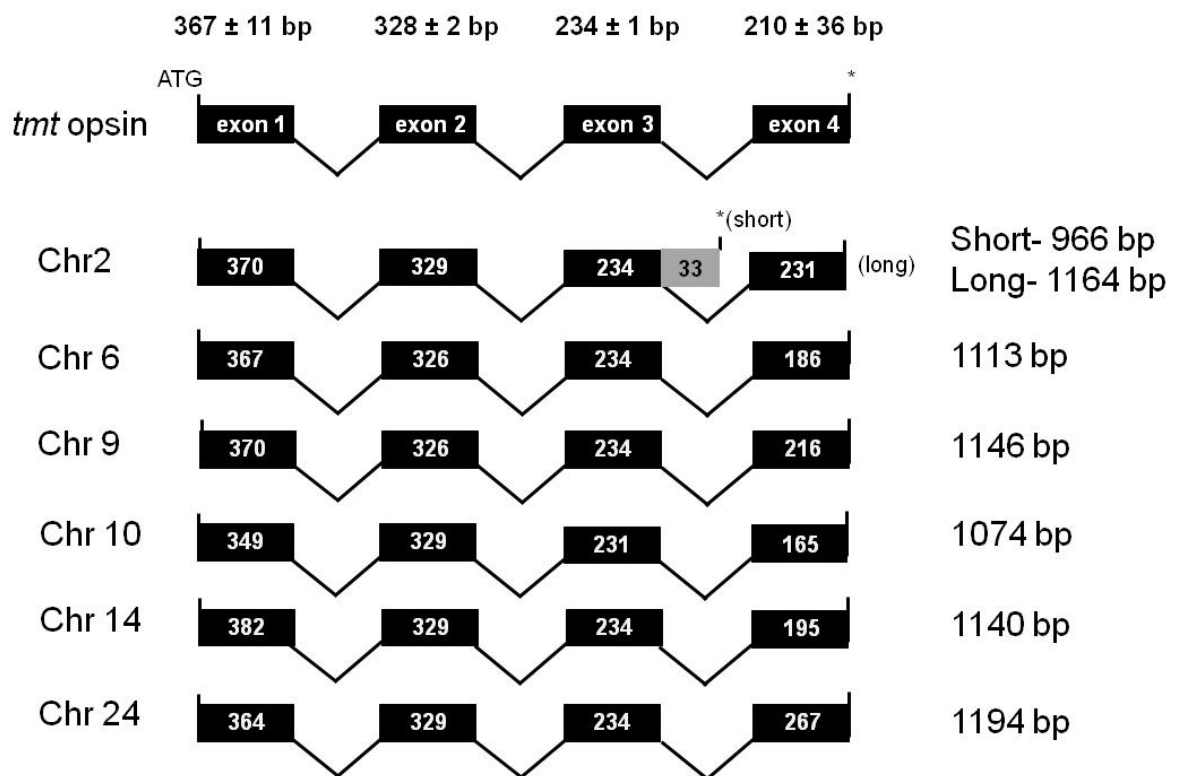 367 ± 11 bp 328 ± 2 bp 234 ± 1 bp 210 ± 36 bp
ATG *
tmt opsin exon 1 exon 2 exon 3 exon 4
*(short)
Chr2 370 329 234 33 231 (long) Short- 966 bp
Long- 1164 bp
Chr 6 367 326 234 186 1113 bp
Chr 9 370 326 234 216 1146 bp
Chr 10 349 329 231 165 1074 bp
Chr 14 382 329 234 195 1140 bp
Chr 24 364 329 234 267 1194 bp